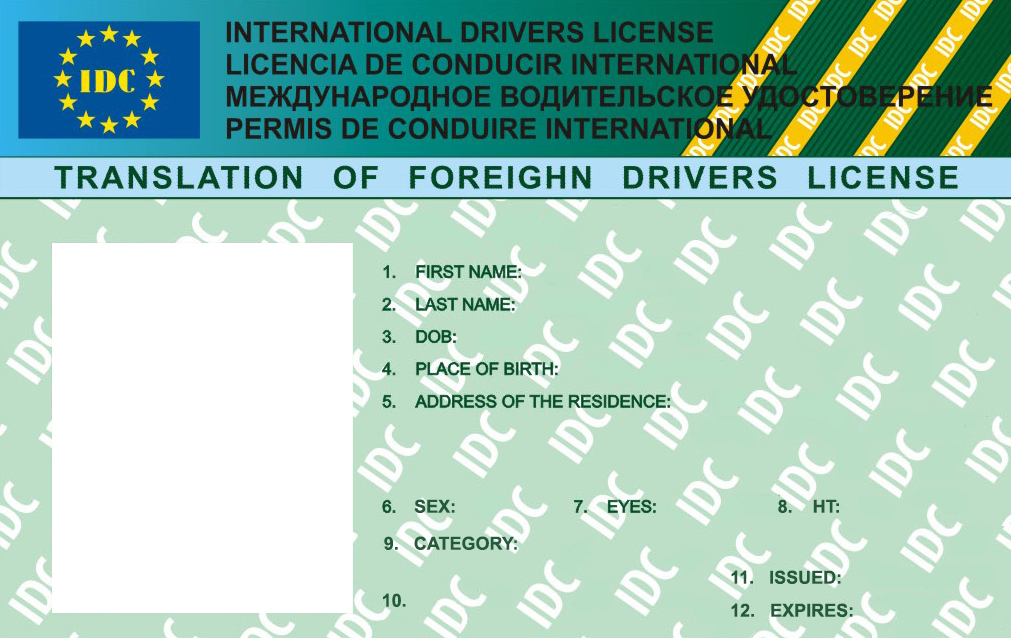 INTERNATIONAL DRIVERS LICENSE
LICENCIA DE CONDUCIR INTERNATIONAL
МЕЖДУНАРОДНОЕ ВОДИТЕЛЬСКОЕ УДОСТОВЕРЕНИЕ
PERMIS DE CONDUIRE INTERNATIONAL
IDC
TRANSLATION OF FOREIGHN DRIVERS LICENSE
1. FIRST NAME:
2. LAST NAME:
3. DOB:
4. PLACE OF BIRTH:
5. ADDRESS OF THE RESIDENCE:
6. SEX: 7. EYES: 8. HT:
9. CATEGORY:
11. ISSUED:
10.
12. EXPIRES: